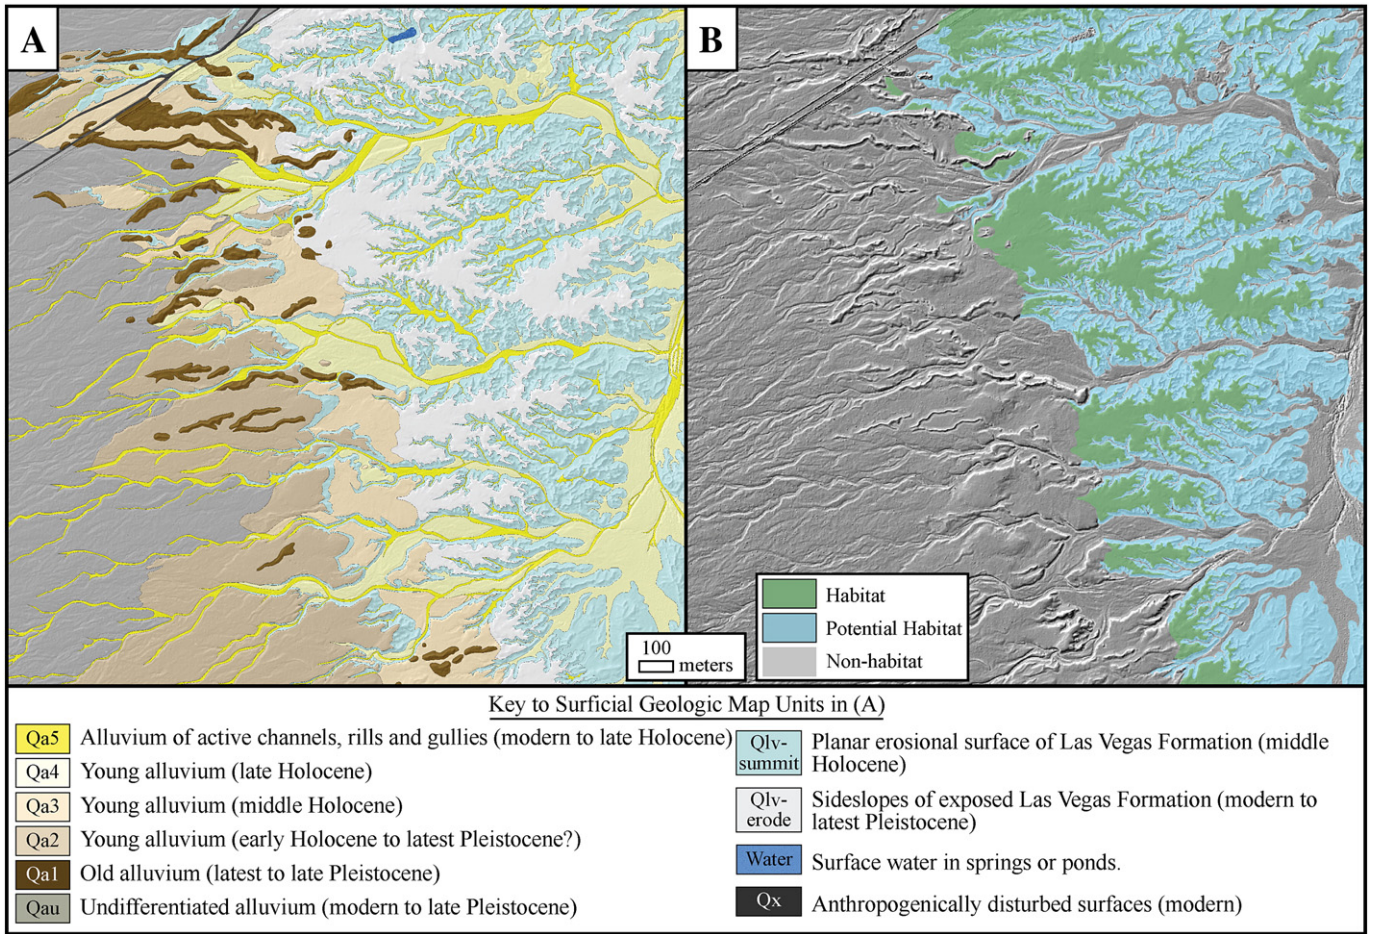 A
B
Habitat
Potential Habitat
Non-habitat
100
meters
Key to Surficial Geologic Map Units in (A)
Qa5 Alluvium of active channels, rills and gullies (modern to late Holocene)
Qa4 Young alluvium (late Holocene)
Qa3 Young alluvium (middle Holocene)
Qa2 Young alluvium (early Holocene to latest Pleistocene?)
Qa1 Old alluvium (latest to late Pleistocene)
Qau Undifferentiated alluvium (modern to late Pleistocene)
Qlv-
summit
Planar erosional surface of Las Vegas Formation (middle
Holocene)
Qlv-
erode
Sideslopes of exposed Las Vegas Formation (modern to
latest Pleistocene)
Water Surface water in springs or ponds.
Qx Anthropogenically disturbed surfaces (modern)